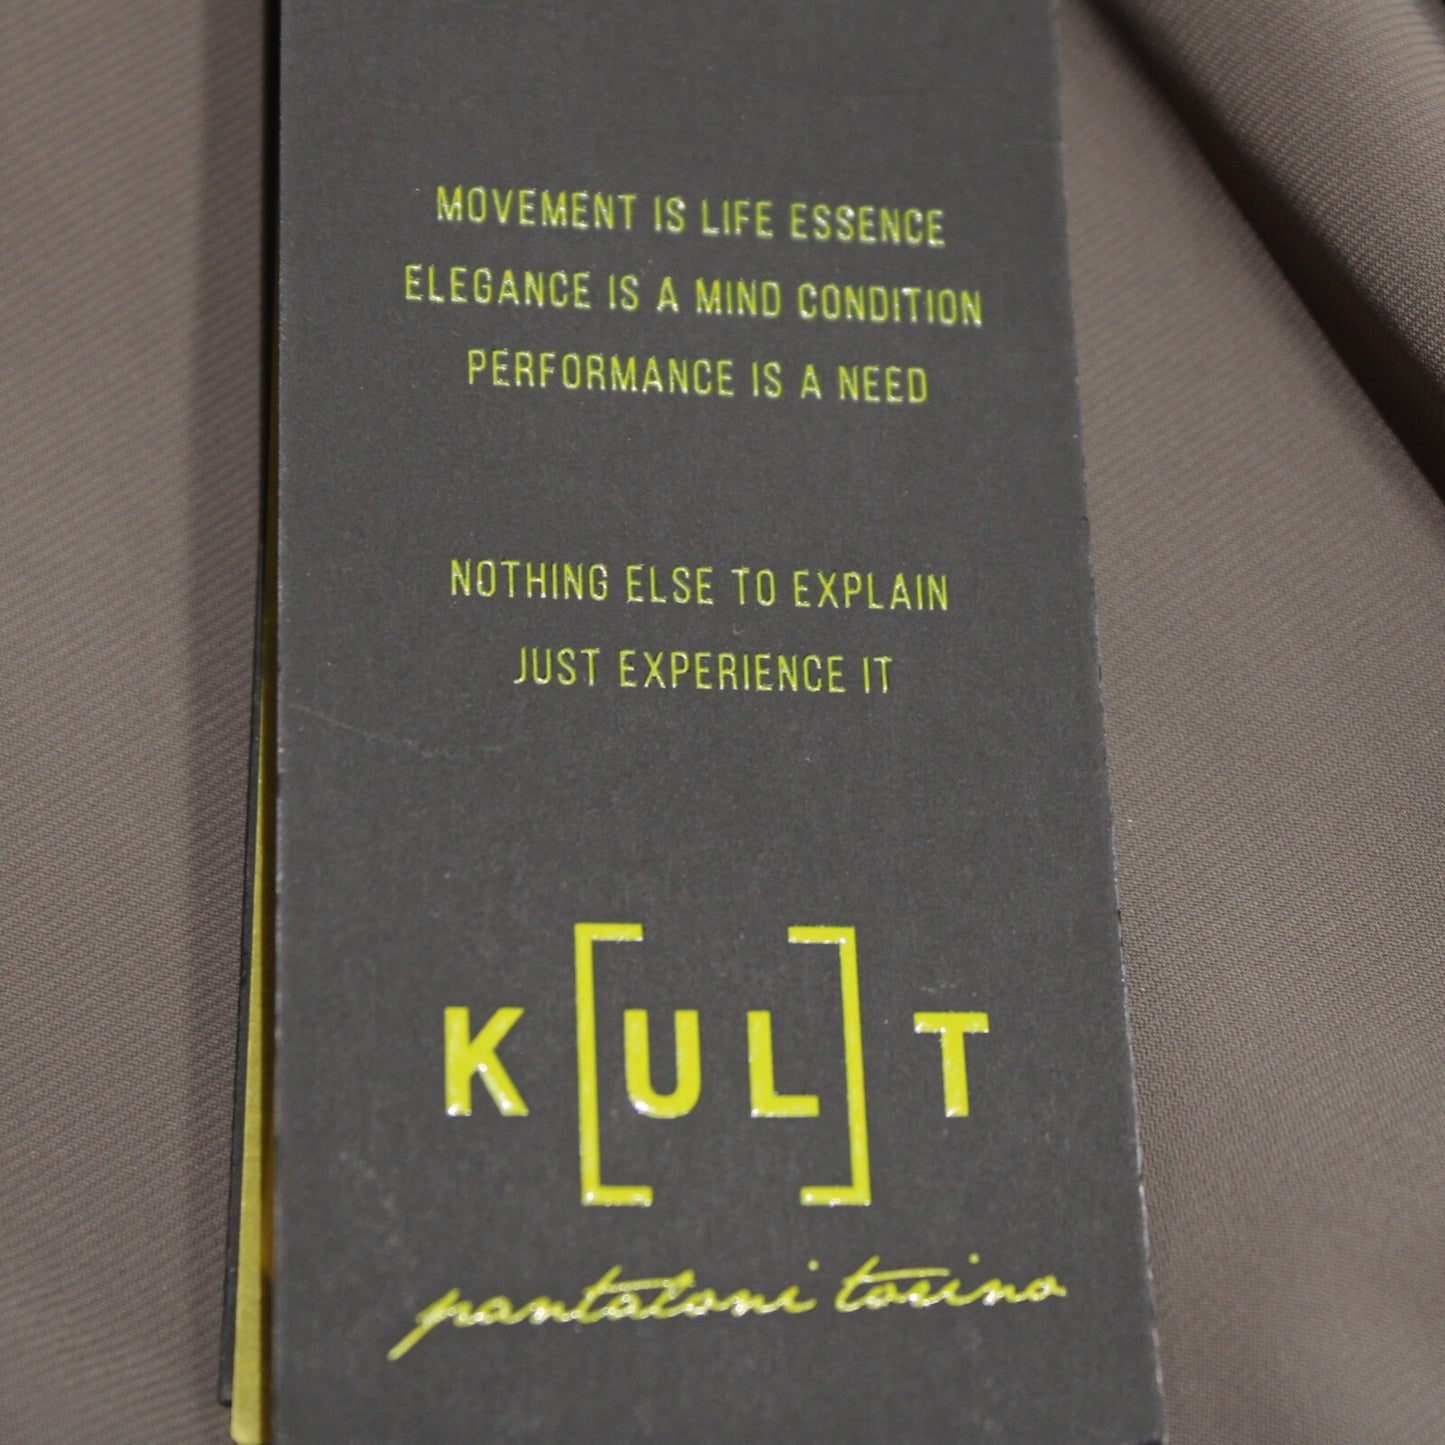 MOVEMENT IS LIFE ESSENCE
ELEGANCE IS A MIND CONDITION
PERFORMANCE IS A NEED
NOTHING ELSE TO EXPLAIN
JUST EXPERIENCE IT
K[UL]T
pantaloni torino